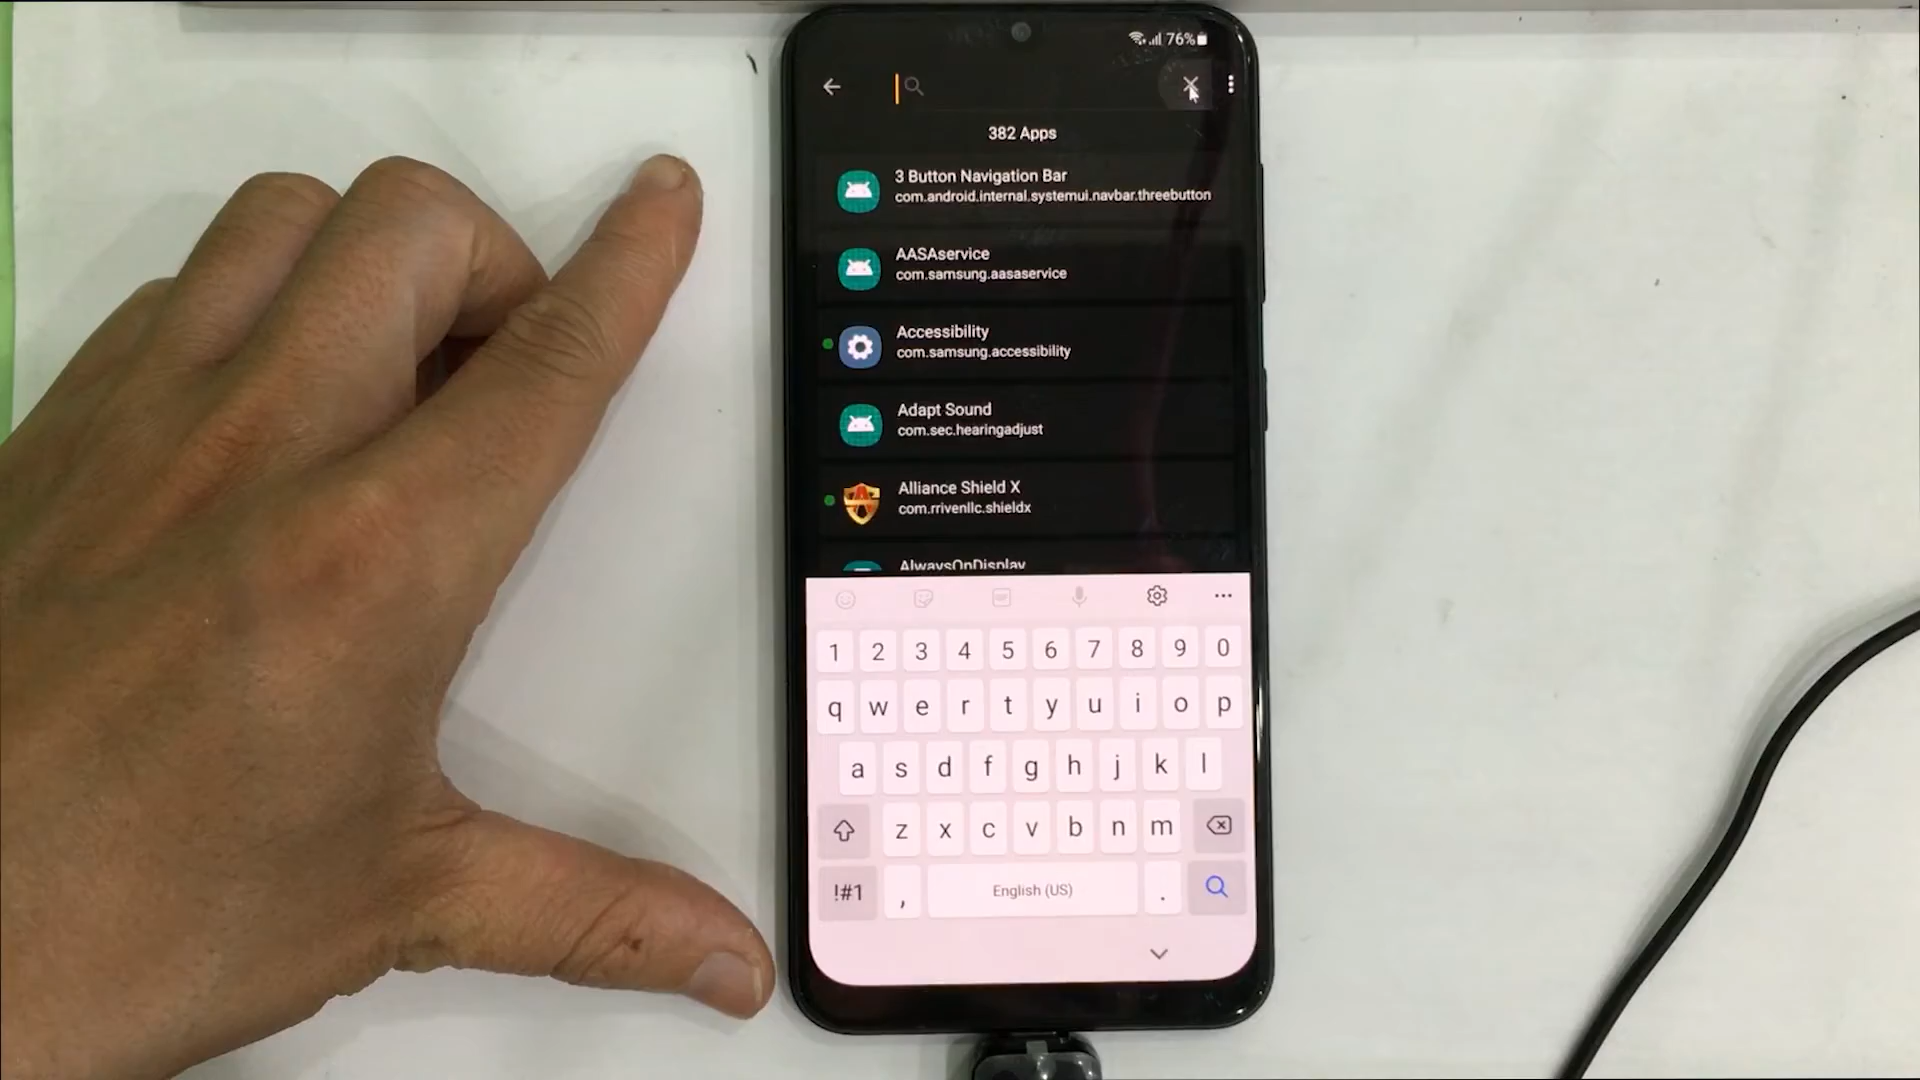 76%
382 Apps
3 Button Navigation Bar
com.android.internal.systemui.navbar.threebutton
AASAservice
com.samsung.aasaservice
Accessibility
com.samsung.accessibility
Adapt Sound
com.sec.hearingadjust
Alliance Shield X
com.rrivenllc.shieldx
AlwaysOnDisplay
1 2 3 4 5 6 7 8 9 0
q w e r t y u i o p
a s d f g h j k l
z x c v b n m
!#1 , English (US) .